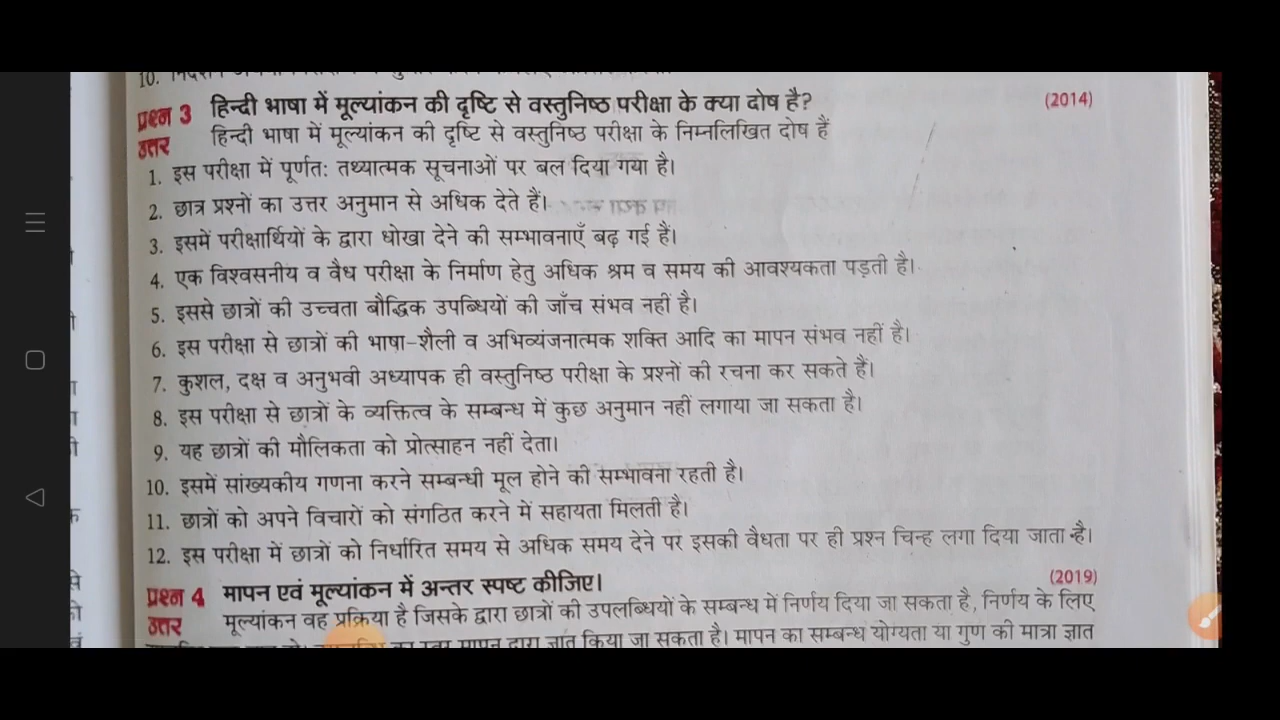 10.
प्रश्न 3 हिन्दी भाषा में मूल्यांकन की दृष्टि से वस्तुनिष्ठ परीक्षा के क्या दोष है? (2014)
उत्तर हिन्दी भाषा में मूल्यांकन की दृष्टि से वस्तुनिष्ठ परीक्षा के निम्नलिखित दोष हैं
1. इस परीक्षा में पूर्णतः तथ्यात्मक सूचनाओं पर बल दिया गया है।
2. छात्र प्रश्नों का उत्तर अनुमान से अधिक देते हैं।
3. इसमें परीक्षार्थियों के द्वारा धोखा देने की सम्भावनाएँ बढ़ गई हैं।
4. एक विश्वसनीय व वैध परीक्षा के निर्माण हेतु अधिक श्रम व समय की आवश्यकता पड़ती है।
5. इससे छात्रों की उच्चता बौद्धिक उपब्धियों की जाँच संभव नहीं है।
6. इस परीक्षा से छात्रों की भाषा-शैली व अभिव्यंजनात्मक शक्ति आदि का मापन संभव नहीं है।
7. कुशल, दक्ष व अनुभवी अध्यापक ही वस्तुनिष्ठ परीक्षा के प्रश्नों की रचना कर सकते हैं।
8. इस परीक्षा से छात्रों के व्यक्तित्व के सम्बन्ध में कुछ अनुमान नहीं लगाया जा सकता है।
9. यह छात्रों की मौलिकता को प्रोत्साहन नहीं देता।
10. इसमें सांख्यकीय गणना करने सम्बन्धी मूल होने की सम्भावना रहती है।
11. छात्रों को अपने विचारों को संगठित करने में सहायता मिलती है।
12. इस परीक्षा में छात्रों को निर्धारित समय से अधिक समय देने पर इसकी वैधता पर ही प्रश्न चिन्ह लगा दिया जाता है।
प्रश्न 4 मापन एवं मूल्यांकन में अन्तर स्पष्ट कीजिए। (2019)
उत्तर मूल्यांकन वह प्रक्रिया है जिसके द्वारा छात्रों की उपलब्धियों के सम्बन्ध में निर्णय दिया जा सकता है, निर्णय के लिए
मापन द्वारा ज्ञात किया जा सकता है। मापन का सम्बन्ध योग्यता या गुण की मात्रा ज्ञात